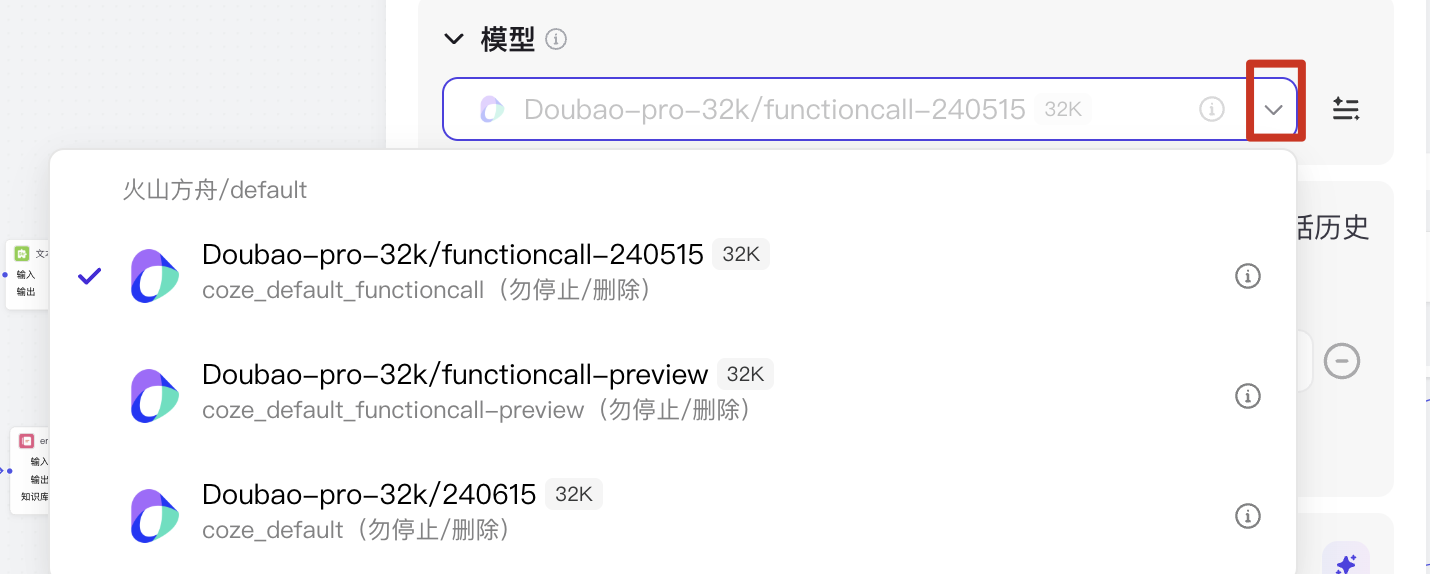 模型
Doubao-pro-32k/functioncall-240515 32K
火山方舟/default
Doubao-pro-32k/functioncall-240515 32K
coze_default_functioncall（勿停止/删除）
Doubao-pro-32k/functioncall-preview 32K
coze_default_functioncall-preview（勿停止/删除）
Doubao-pro-32k/240615 32K
coze_default（勿停止/删除）
话历史
输入
输出
输入
输出
知识库